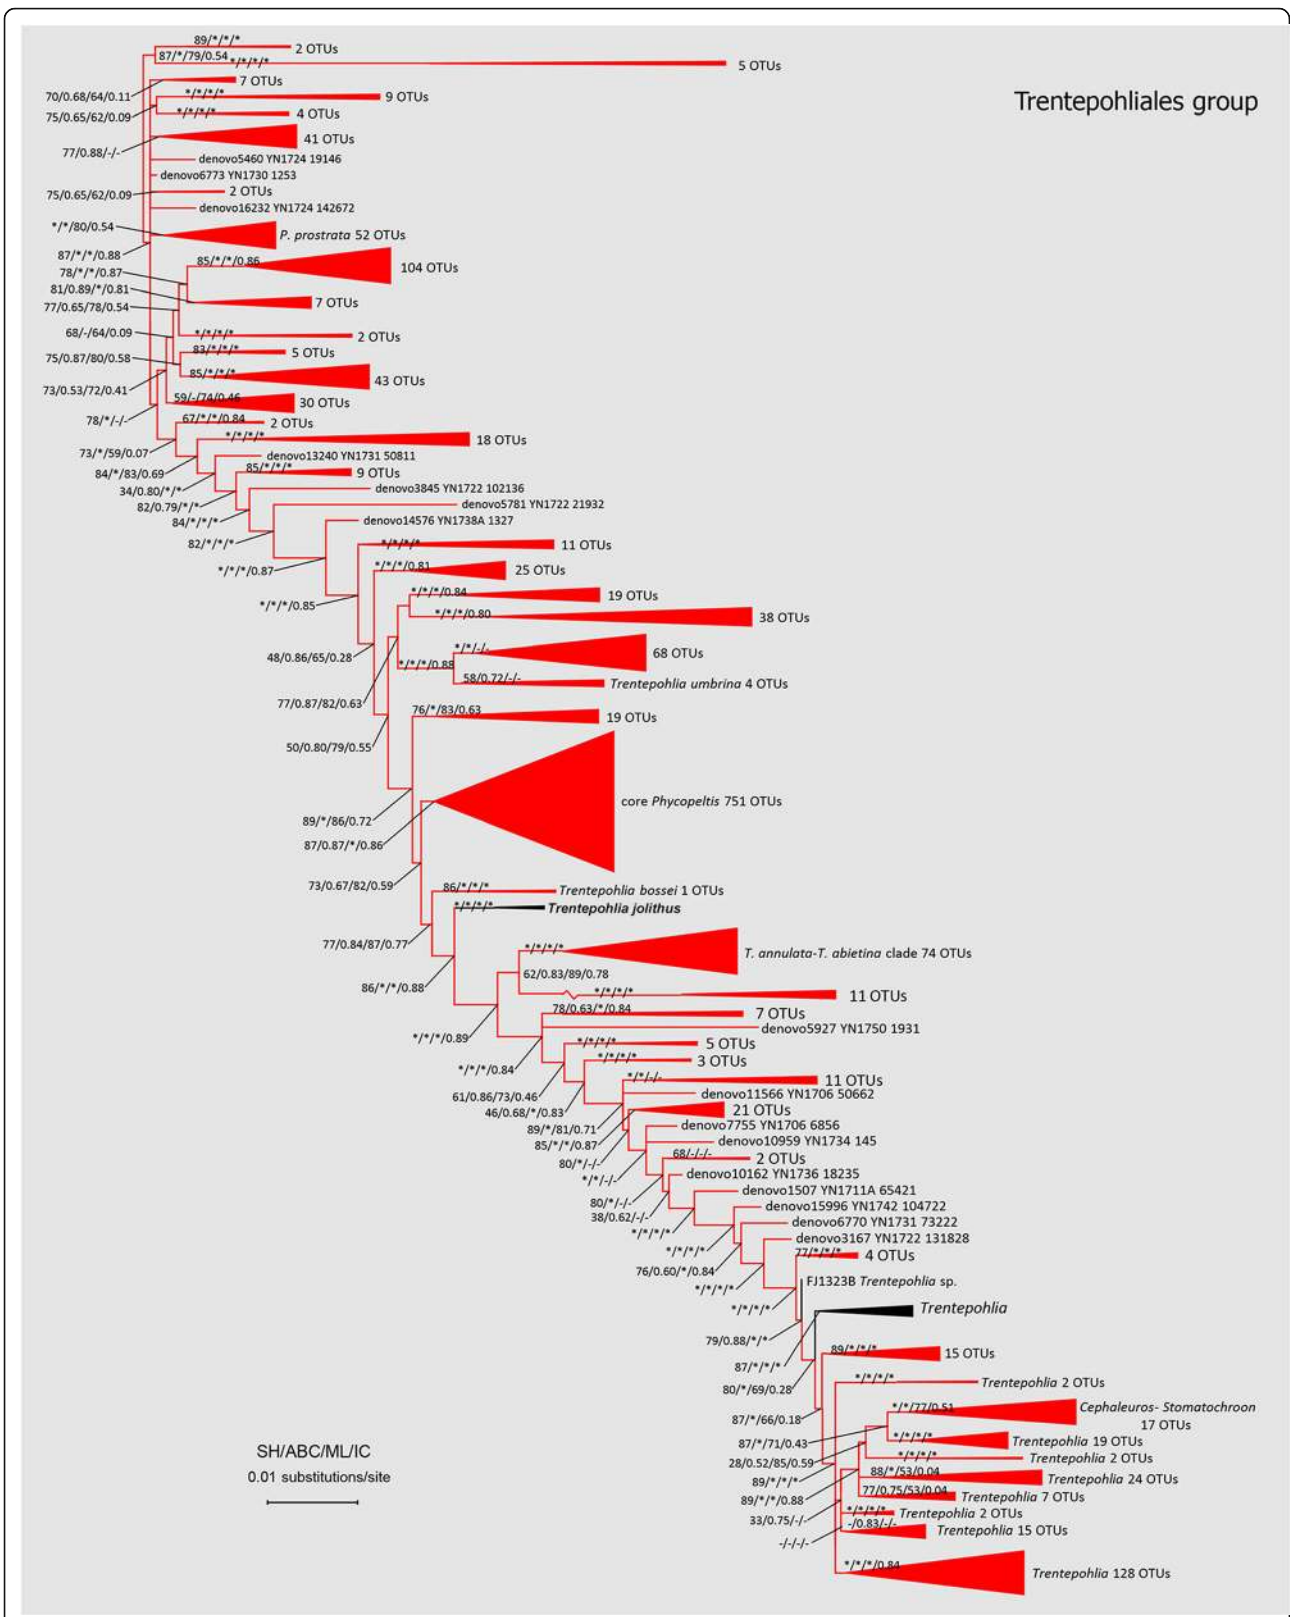 89/*/*/*
2 OTUs
87/*/79/0.54
*/*/*/*
5 OTUs
Trentepohliales group
7 OTUs
70/0.68/64/0.11
*/*/*/*
9 OTUs
75/0.65/62/0.09
*/*/*/*
4 OTUs
41 OTUs
77/0.88/-/-
denovo5460 YN1724 19146
denovo6773 YN1730 1253
75/0.65/62/0.09
2 OTUs
denovo16232 YN1724 142672
*/*/80/0.54
P. prostrata 52 OTUs
87/*/*/0.88
85/*/*/0.86
104 OTUs
78/*/*/0.87
81/0.89/*/0.81
7 OTUs
77/0.65/78/0.54
68/-/64/0.09
*/*/*/*
2 OTUs
83/*/*/*
5 OTUs
75/0.87/80/0.58
85/*/*/*
43 OTUs
73/0.53/72/0.41
59/-/74/0.46
30 OTUs
78/*/-/-
67/*/*/0.84
2 OTUs
*/*/*/*
18 OTUs
73/*/59/0.07
denovo13240 YN1731 50811
84/*/83/0.69
85/*/*/*
9 OTUs
34/0.80/*/*
denovo3845 YN1722 102136
82/0.79/*/*
denovo5781 YN1722 21932
84/*/*/*
denovo14576 YN1738A 1327
82/*/*/*
*/*/*/*
11 OTUs
*/*/*/0.87
*/*/*/0.81
25 OTUs
*/*/*/0.85
*/*/*/0.84
19 OTUs
*/*/*/0.80
38 OTUs
48/0.86/65/0.28
*/*/-/-
68 OTUs
*/*/*/0.88
58/0.72/-/-
Trentepohlia umbrina 4 OTUs
77/0.87/82/0.63
76/*/83/0.63
19 OTUs
50/0.80/79/0.55
core Phycopeltis 751 OTUs
89/*/86/0.72
87/0.87/*/0.86
73/0.67/82/0.59
86/*/*/*
Trentepohlia bossei 1 OTUs
*/*/*/*
Trentepohlia jolithus
77/0.84/87/0.77
*/*/*/*
T. annulata-T. abietina clade 74 OTUs
62/0.83/89/0.78
86/*/*/0.88
*/*/*/*
11 OTUs
78/0.63/*/0.84
7 OTUs
denovo5927 YN1750 1931
*/*/*/0.89
*/*/*/*
5 OTUs
*/*/*/*
3 OTUs
*/*/*/0.84
*/*/-/-
11 OTUs
61/0.86/73/0.46
denovo11566 YN1706 50662
46/0.68/*/0.83
21 OTUs
89/*/81/0.71
denovo7755 YN1706 6856
85/*/*/0.87
denovo10959 YN1734 145
80/*/-/-
68/-/-/-
2 OTUs
*/*/-/-
denovo10162 YN1736 18235
denovo1507 YN1711A 65421
80/*/-/-
denovo15996 YN1742 104722
38/0.62/-/-
denovo6770 YN1731 73222
*/*/*/*
denovo3167 YN1722 131828
*/*/*/*
77/*/*/*
4 OTUs
76/0.60/*/0.84
FJ1323B Trentepohlia sp.
*/*/*/*
*/*/*/*
Trentepohlia
79/0.88/*/*
89/*/*/*
15 OTUs
87/*/*/*
*/*/*/*
Trentepohlia 2 OTUs
80/*/69/0.28
*/*/77/0.51
Cephaleuros- Stomatochroon
17 OTUs
87/*/66/0.18
*/*/*/*
Trentepohlia 19 OTUs
87/*/71/0.43
*/*/*/*
Trentepohlia 2 OTUs
28/0.52/85/0.59
88/*/53/0.04
Trentepohlia 24 OTUs
89/*/*/*
77/0.75/53/0.04
Trentepohlia 7 OTUs
89/*/*/0.88
*/*/*/*
Trentepohlia 2 OTUs
33/0.75/-/-
-/0.83/-/-
Trentepohlia 15 OTUs
-/-/-/-
*/*/*/0.84
Trentepohlia 128 OTUs
SH/ABC/ML/IC
0.01 substitutions/site